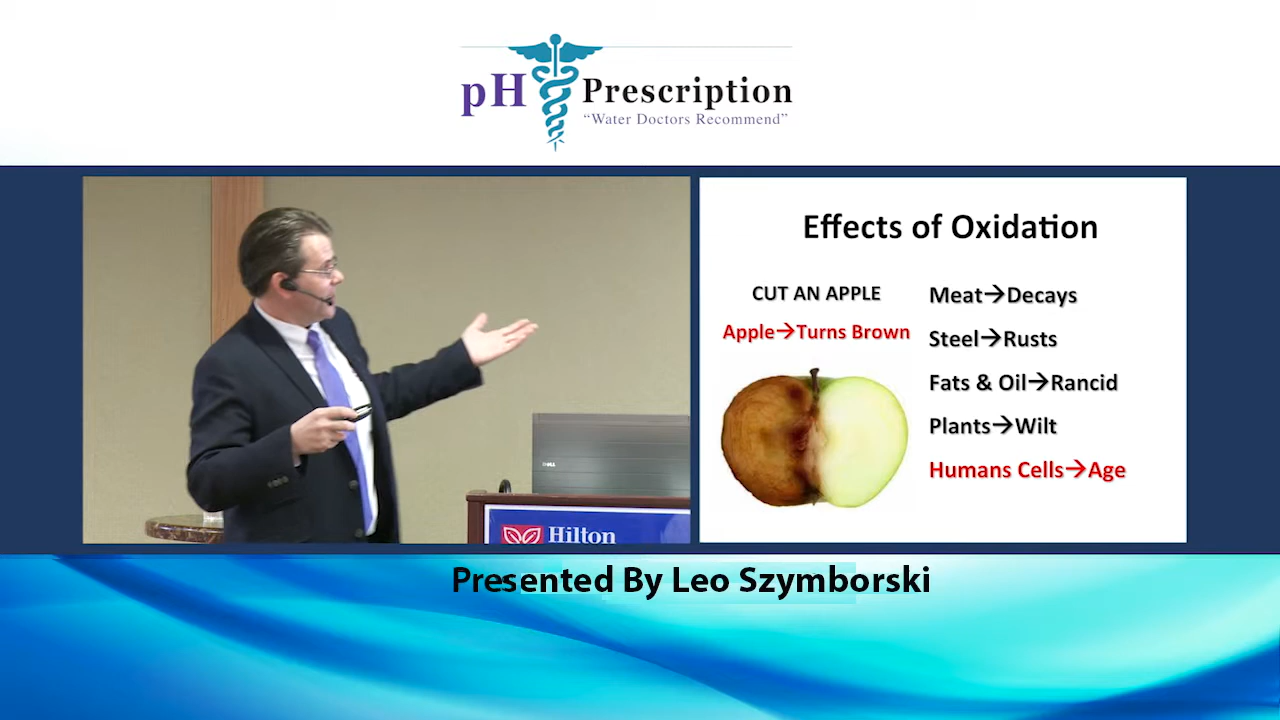 pH Prescription
“Water Doctors Recommend”
Effects of Oxidation
CUT AN APPLE
Apple→Turns Brown
Meat→Decays
Steel→Rusts
Fats & Oil→Rancid
Plants→Wilt
Humans Cells→Age
DELL
Hilton
Presented By Leo Szymborski